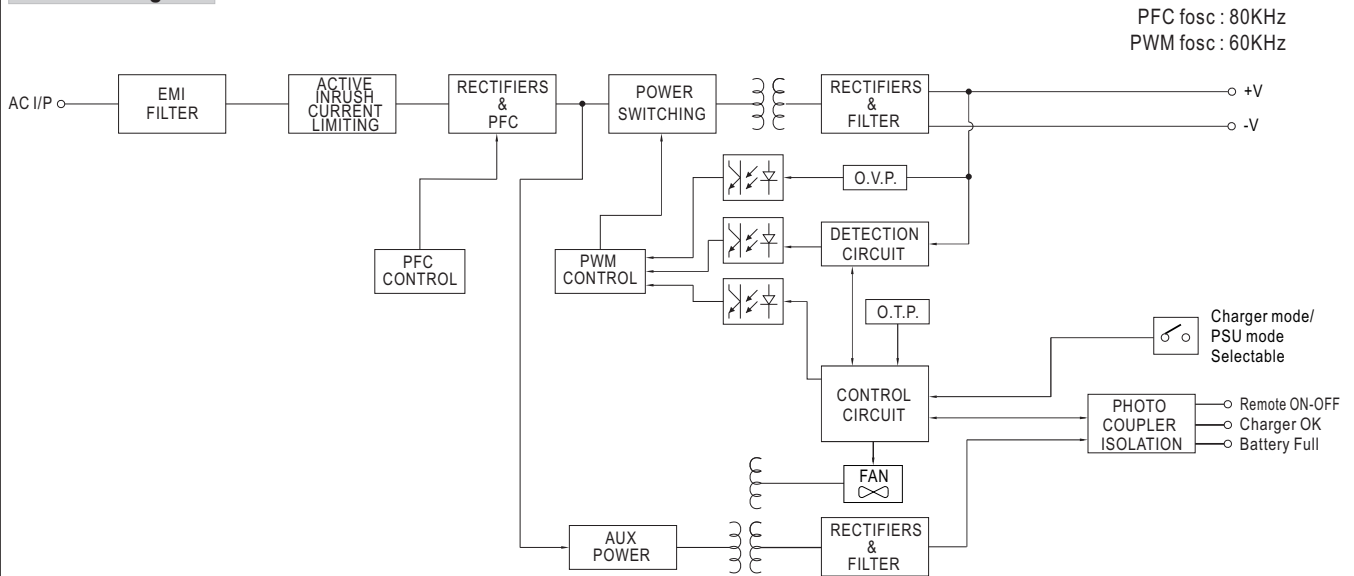 PFC fosc : 80KHz
PWM fosc : 60KHz
AC I/P
EMI
FILTER
ACTIVE
INRUSH
CURRENT
LIMITING
RECTIFIERS
&
PFC
POWER
SWITCHING
RECTIFIERS
&
FILTER
+V
-V
O.V.P.
PFC
CONTROL
PWM
CONTROL
DETECTION
CIRCUIT
O.T.P.
Charger mode/
PSU mode
Selectable
CONTROL
CIRCUIT
PHOTO
COUPLER
ISOLATION
Remote ON-OFF
Charger OK
Battery Full
FAN
AUX
POWER
RECTIFIERS
&
FILTER